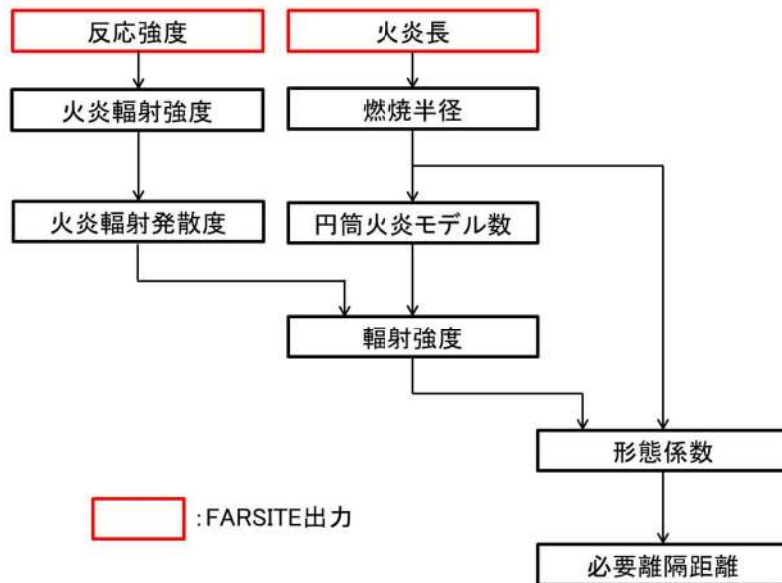 反応強度
火炎長
火炎輻射強度
燃焼半径
火炎輻射発散度
円筒火炎モデル数
輻射強度
形態係数
:FARSITE出力
必要離隔距離